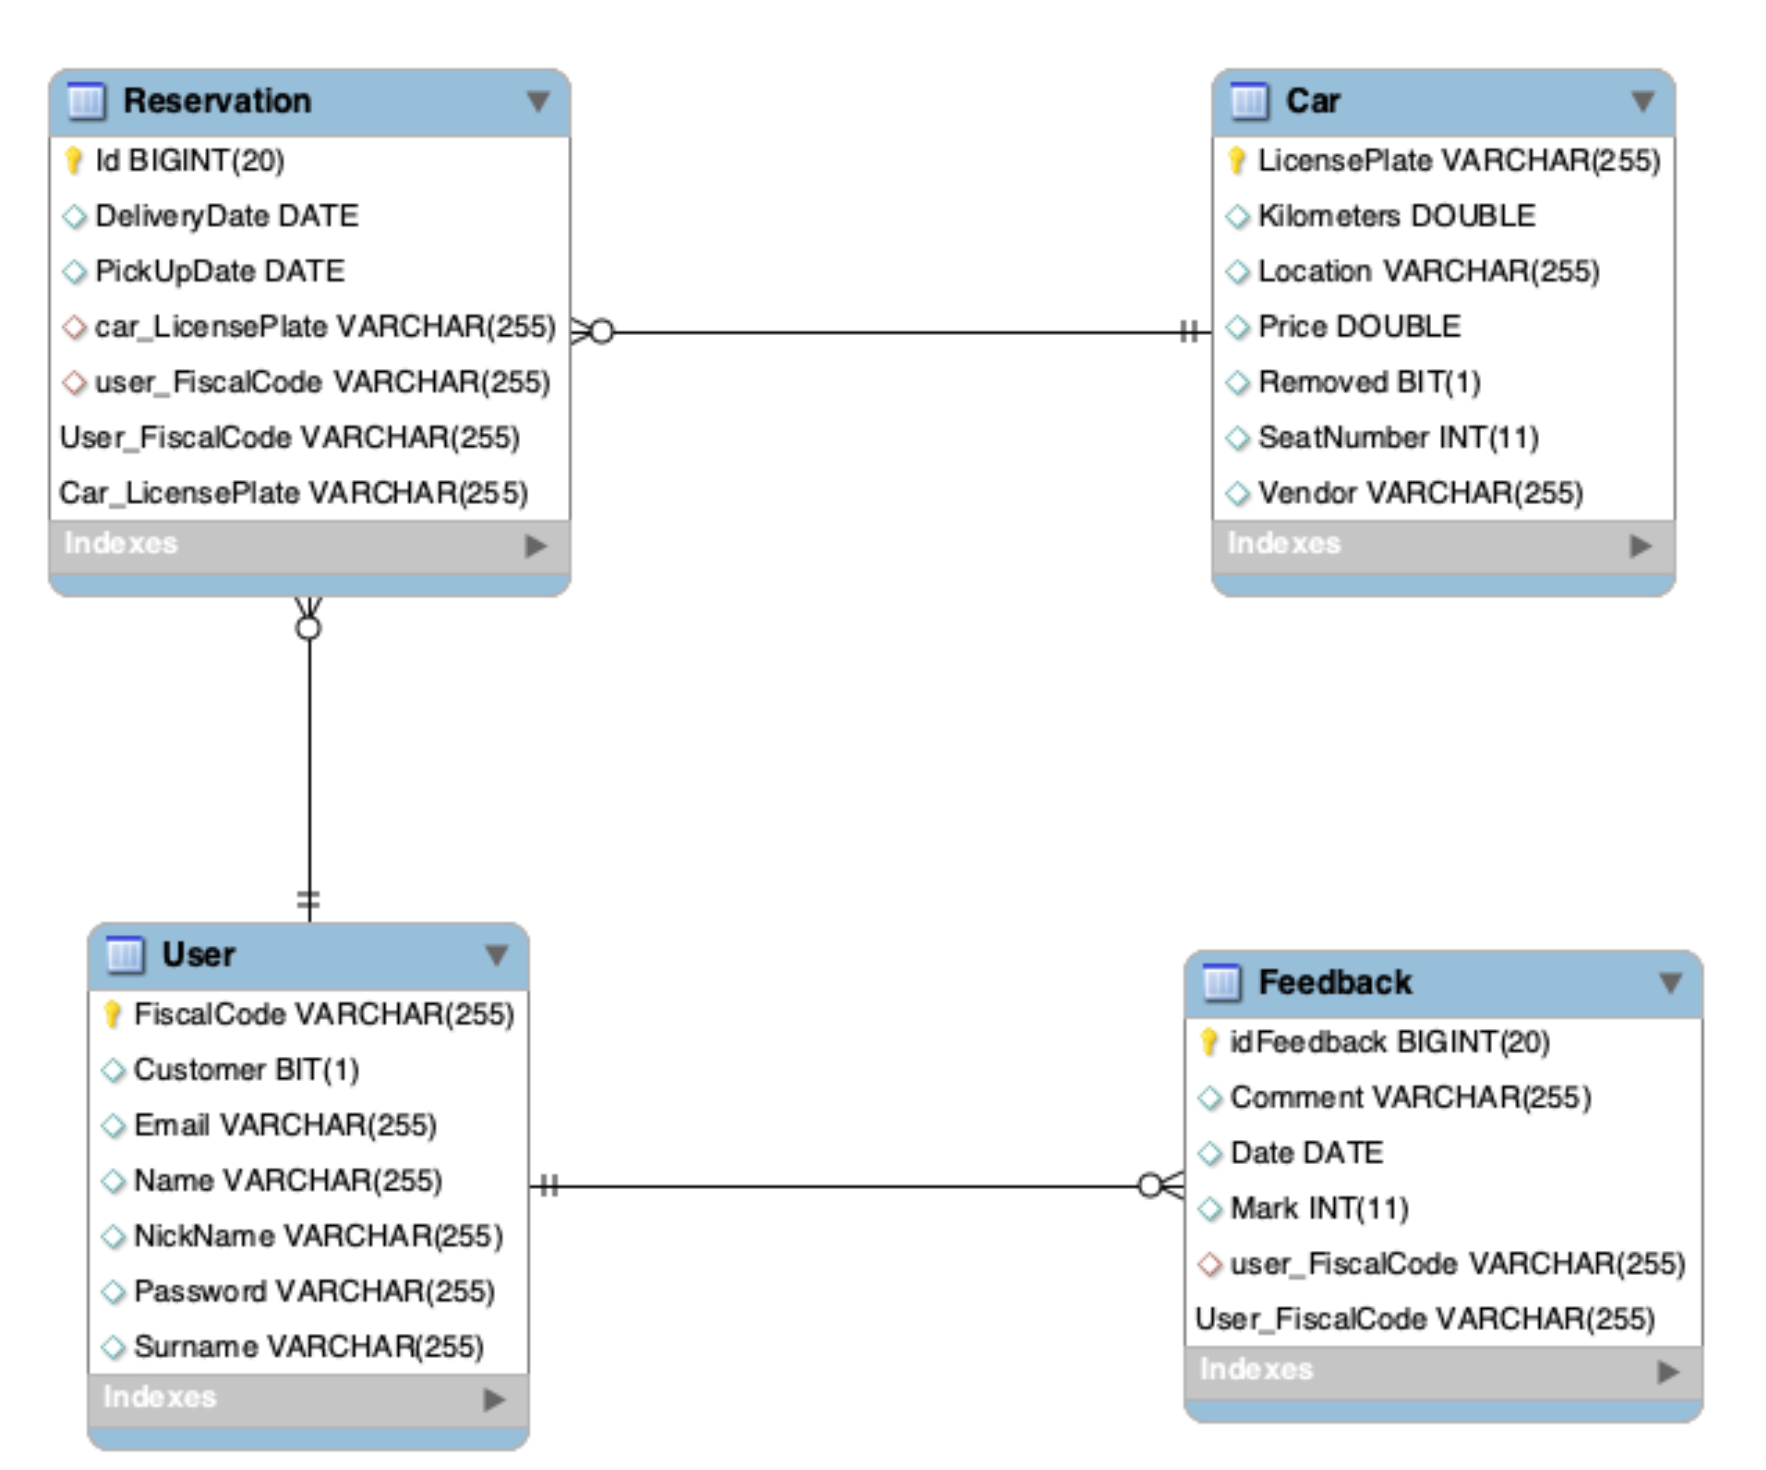 Reservation
Id BIGINT(20)
DeliveryDate DATE
PickUpDate DATE
car_LicensePlate VARCHAR(255)
user_FiscalCode VARCHAR(255)
User_FiscalCode VARCHAR(255)
Car_LicensePlate VARCHAR(255)
Indexes
Car
LicensePlate VARCHAR(255)
Kilometers DOUBLE
Location VARCHAR(255)
Price DOUBLE
Removed BIT(1)
SeatNumber INT(11)
Vendor VARCHAR(255)
Indexes
User
FiscalCode VARCHAR(255)
Customer BIT(1)
Email VARCHAR(255)
Name VARCHAR(255)
NickName VARCHAR(255)
Password VARCHAR(255)
Surname VARCHAR(255)
Indexes
Feedback
idFeedback BIGINT(20)
Comment VARCHAR(255)
Date DATE
Mark INT(11)
user_FiscalCode VARCHAR(255)
User_FiscalCode VARCHAR(255)
Indexes